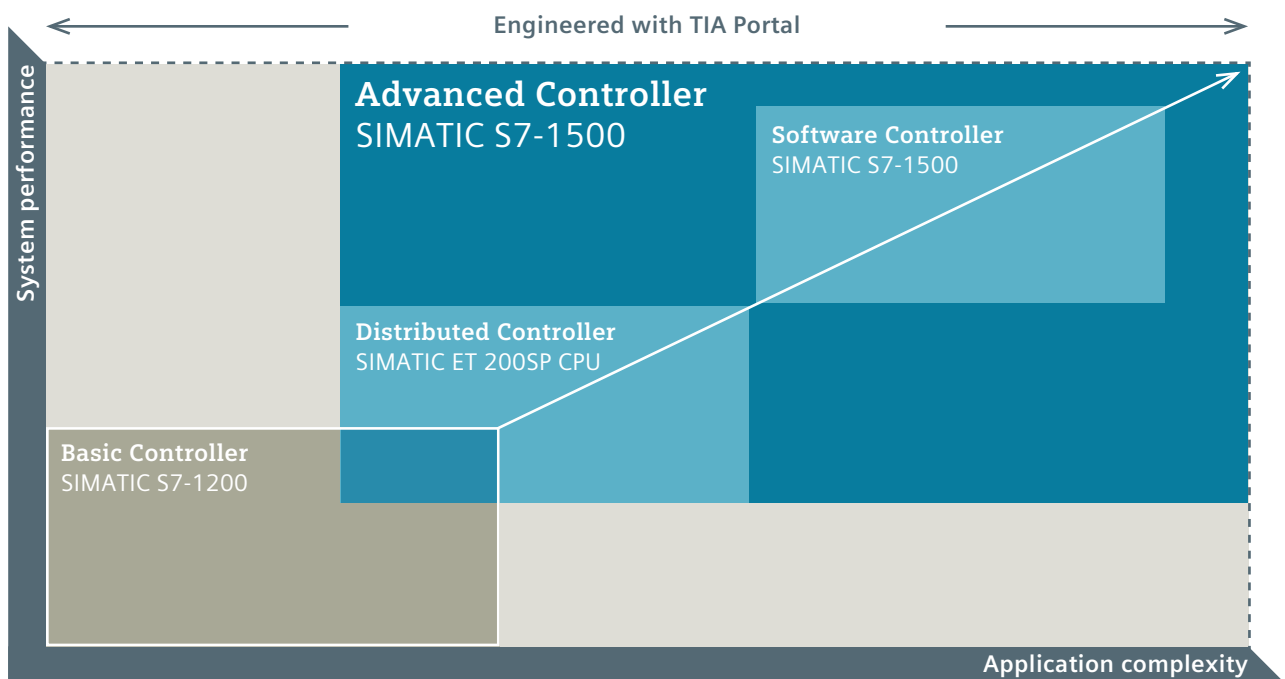 Engineered with TIA Portal
System performance
Advanced Controller
SIMATIC S7-1500
Software Controller
SIMATIC S7-1500
Distributed Controller
SIMATIC ET 200SP CPU
Basic Controller
SIMATIC S7-1200
Application complexity